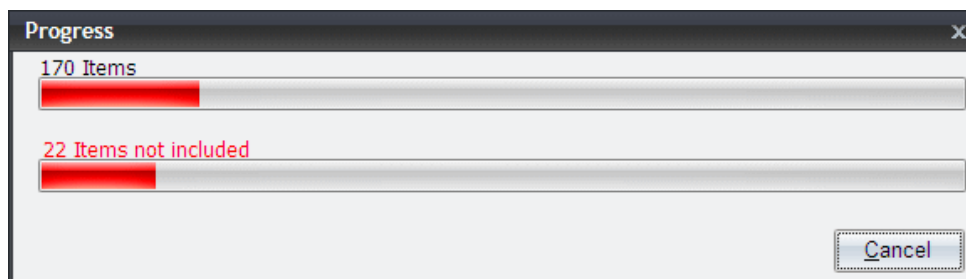 Progress
x
170 Items
22 Items not included
Cancel